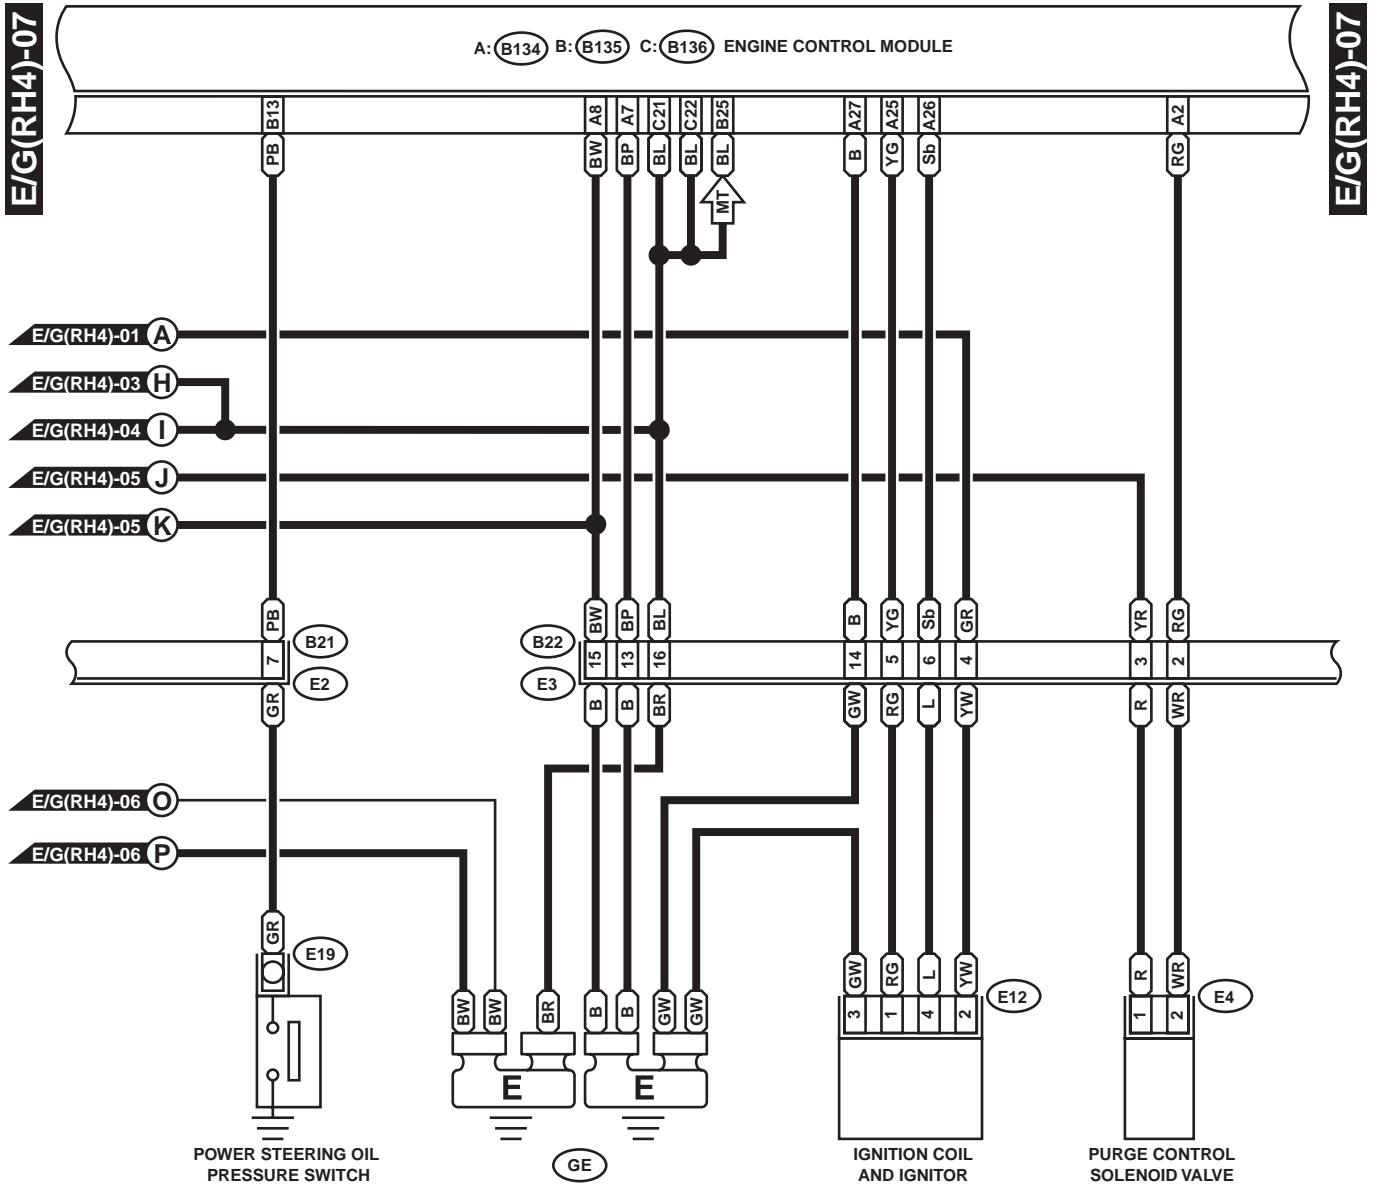 E/G(RH4)-07
E/G(RH4)-07
A: B134 B: B135 C: B136 ENGINE CONTROL MODULE
B13 A8 A7 C21 C22 B25 A27 A25 A26 A2
PB BW BP BL BL BL B YG Sb RG
MT
E/G(RH4)-01 A
E/G(RH4)-03 H
E/G(RH4)-04 I
E/G(RH4)-05 J
E/G(RH4)-05 K
PB BW BP BL B YG Sb GR YR RG
B21 B22
7 15 13 16 14 5 6 4 3 2
E2 E3
GR B B BR GW RG L YW R WR
E/G(RH4)-06 O
E/G(RH4)-06 P
GR
E19
GW RG L YW R WR
BW BW BR B B GW GW
E12 E4
3 1 4 2 1 2
E E
POWER STEERING OIL
PRESSURE SWITCH
GE
IGNITION COIL
AND IGNITOR
PURGE CONTROL
SOLENOID VALVE